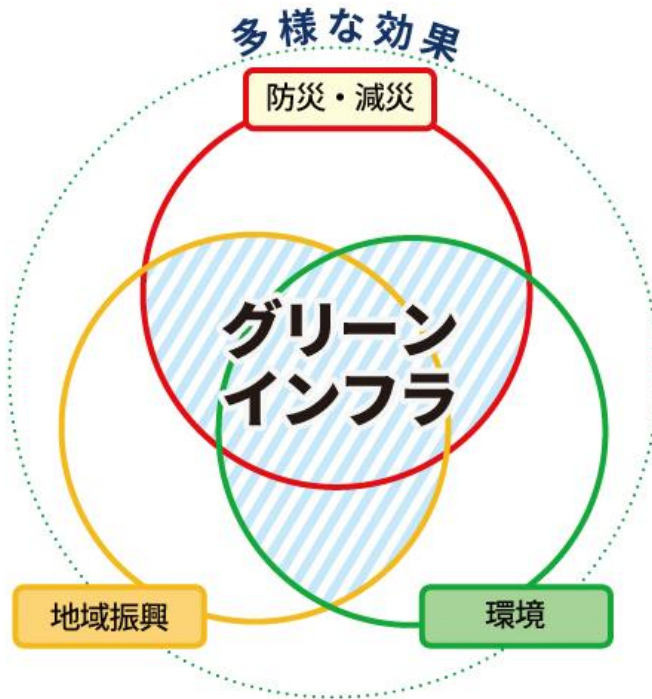 多様な効果
防災・減災
グリーン
インフラ
地域振興
環境